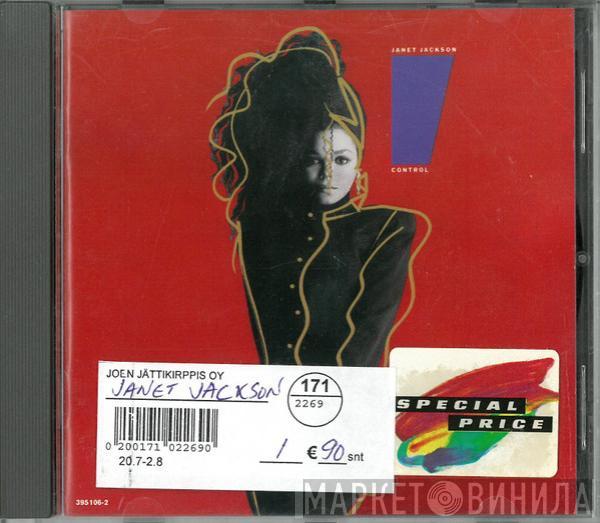 JANET JACKSON
CONTROL
JOEN JÄTTIKIRPPIS OY
JANET JACKSON
171
2269
0 200171 022690
1 € 90 snt
20.7-2.8
SPECIAL
PRICE
395106-2
МАРКЕТ ВИНИЛА